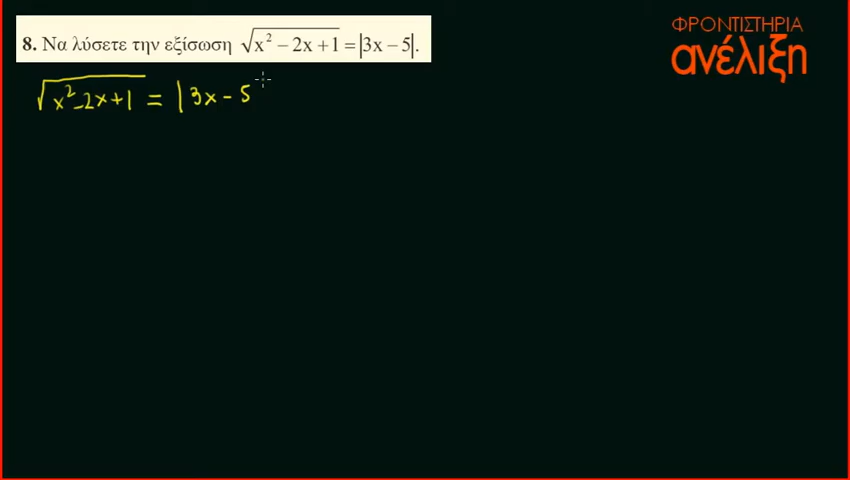 8. Να λύσετε την εξίσωση √x² − 2x + 1 = |3x − 5|.
ΦΡΟΝΤΙΣΤΗΡΙΑ
ανέλιξη
√x²-2x+1 = |3x-5